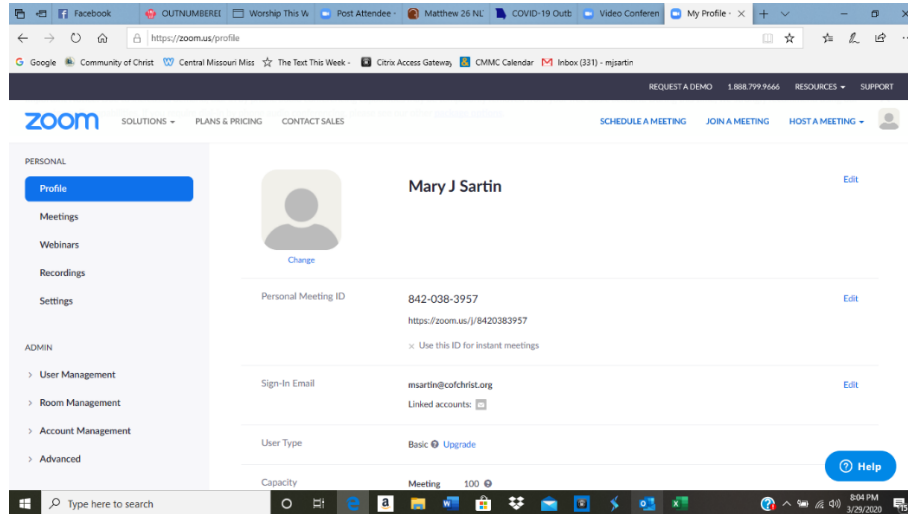 Facebook OUTNUMBERED Worship This W Post Attendee - Matthew 26 NL COVID-19 Outb Video Conferen My Profile -
https://zoom.us/profile
Google Community of Christ Central Missouri Miss The Text This Week - Citrix Access Gateway CMMC Calendar Inbox (331) - mjsartin
REQUEST A DEMO 1.888.799.9666 RESOURCES SUPPORT
zoom SOLUTIONS PLANS & PRICING CONTACT SALES SCHEDULE A MEETING JOIN A MEETING HOST A MEETING
PERSONAL
Profile
Meetings
Webinars
Recordings
Settings
ADMIN
User Management
Room Management
Account Management
Advanced
Mary J Sartin Edit
Change
Personal Meeting ID 842-038-3957 Edit
https://zoom.us/j/8420383957
× Use this ID for instant meetings
Sign-In Email msartin@cofchrist.org Edit
Linked accounts:
User Type Basic Upgrade
Capacity Meeting 100
Help
Type here to search
8:04 PM
3/29/2020